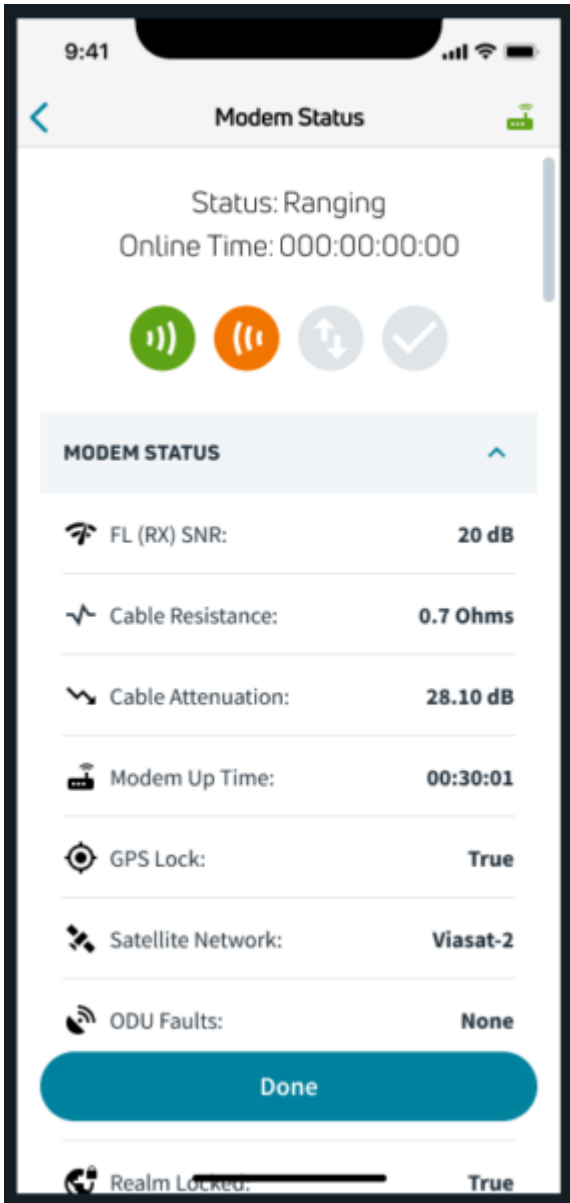 9:41
Modem Status
Status: Ranging
Online Time: 000:00:00:00
MODEM STATUS
FL (RX) SNR: 20 dB
Cable Resistance: 0.7 Ohms
Cable Attenuation: 28.10 dB
Modem Up Time: 00:30:01
GPS Lock: True
Satellite Network: Viasat-2
ODU Faults: None
Done
Realm Locked: True